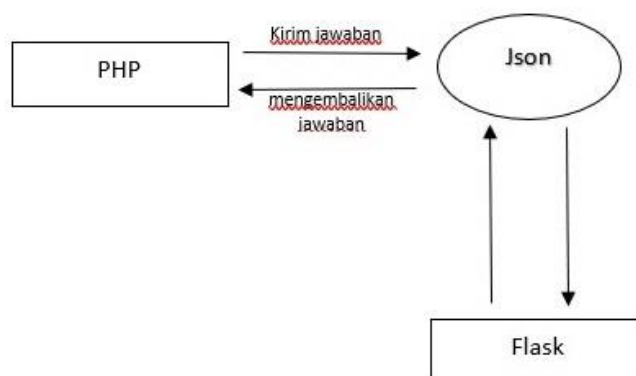 Kirim jawaban
PHP
Json
mengembalikan
jawaban
Flask